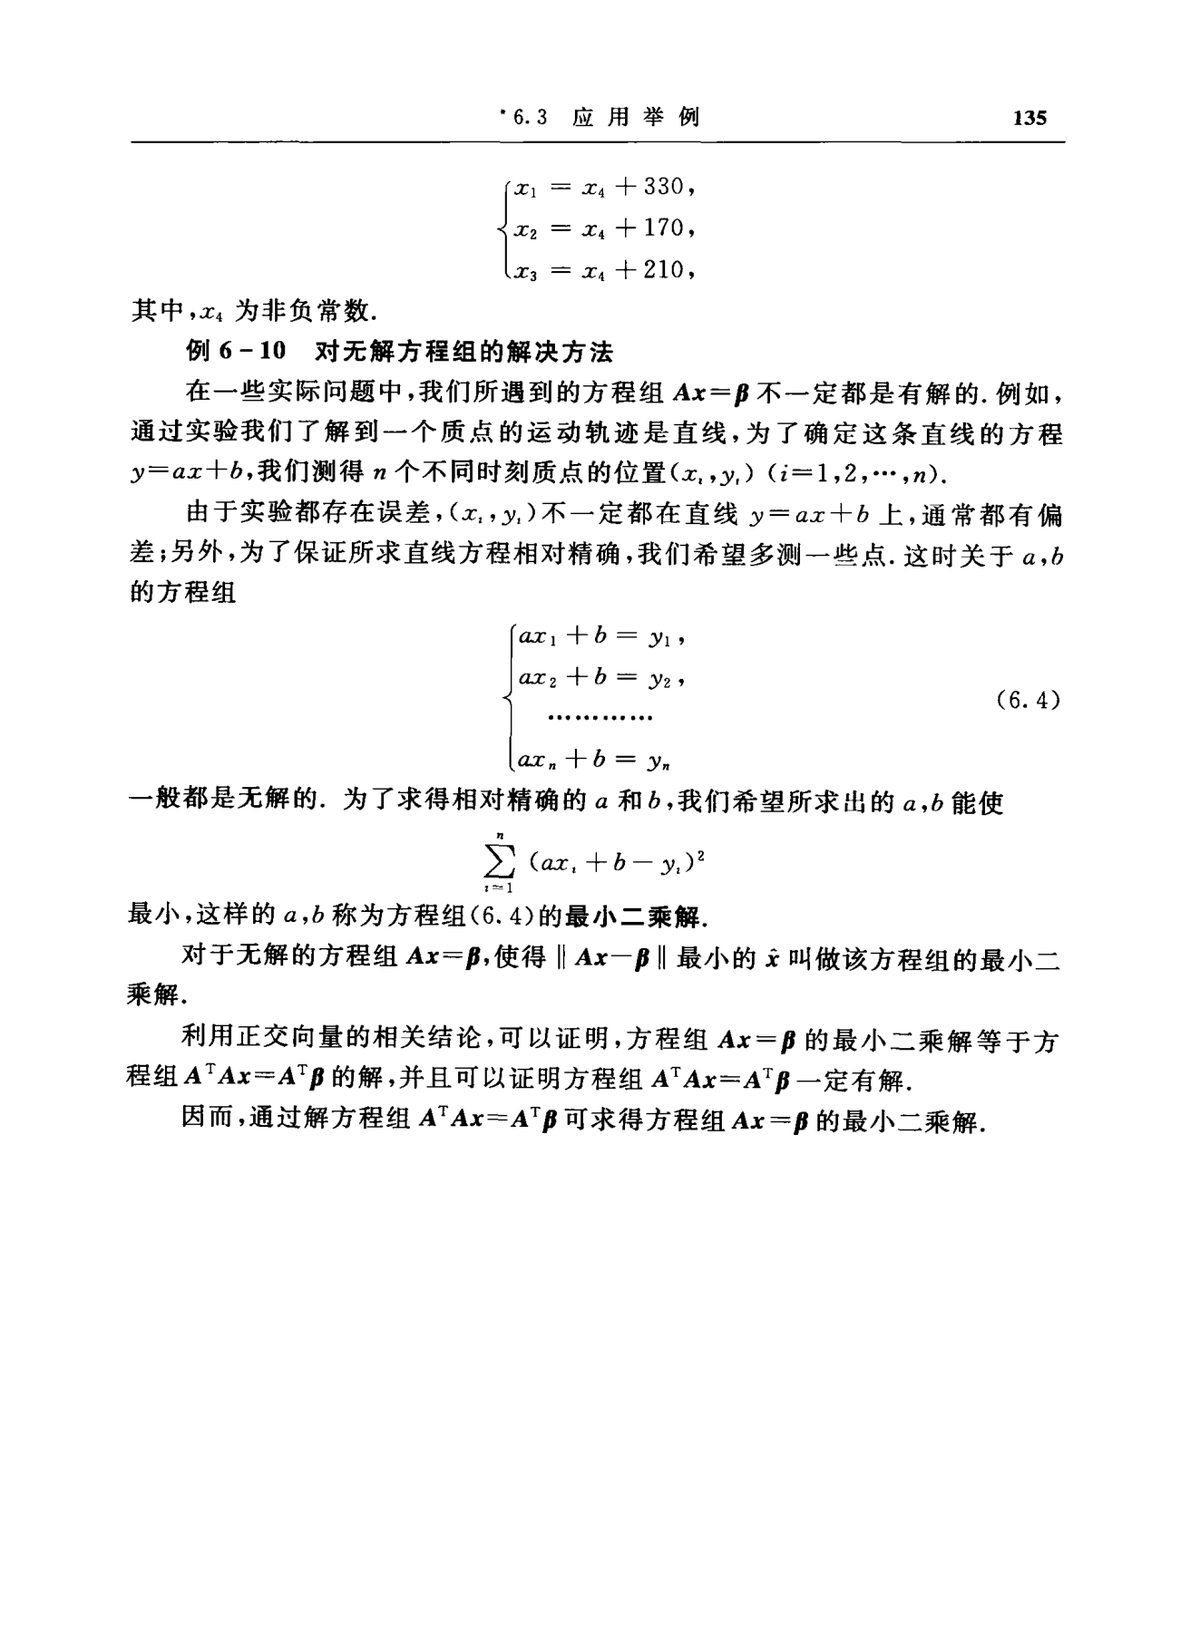 *6.3 应用举例 135
x₁ = x₄ + 330,
x₂ = x₄ + 170,
x₃ = x₄ + 210,
其中,x₄ 为非负常数.
例 6-10 对无解方程组的解决方法
在一些实际问题中,我们所遇到的方程组 Ax=β 不一定都是有解的. 例如,
通过实验我们了解到一个质点的运动轨迹是直线,为了确定这条直线的方程
y=ax+b,我们测得 n 个不同时刻质点的位置(xᵢ,yᵢ) (i=1,2,⋯,n).
由于实验都存在误差,(xᵢ,yᵢ)不一定都在直线 y=ax+b 上,通常都有偏
差;另外,为了保证所求直线方程相对精确,我们希望多测一些点. 这时关于 a,b
的方程组
ax₁ + b = y₁,
ax₂ + b = y₂,
(6.4)
…………
axₙ + b = yₙ
一般都是无解的. 为了求得相对精确的 a 和 b,我们希望所求出的 a,b 能使
∑ᵢ₌₁ⁿ (axᵢ + b − yᵢ)²
最小,这样的 a,b 称为方程组(6.4)的最小二乘解.
对于无解的方程组 Ax=β,使得 ‖Ax−β‖ 最小的 x̂ 叫做该方程组的最小二
乘解.
利用正交向量的相关结论,可以证明,方程组 Ax=β 的最小二乘解等于方
程组 AᵀAx=Aᵀβ 的解,并且可以证明方程组 AᵀAx=Aᵀβ 一定有解.
因而,通过解方程组 AᵀAx=Aᵀβ 可求得方程组 Ax=β 的最小二乘解.